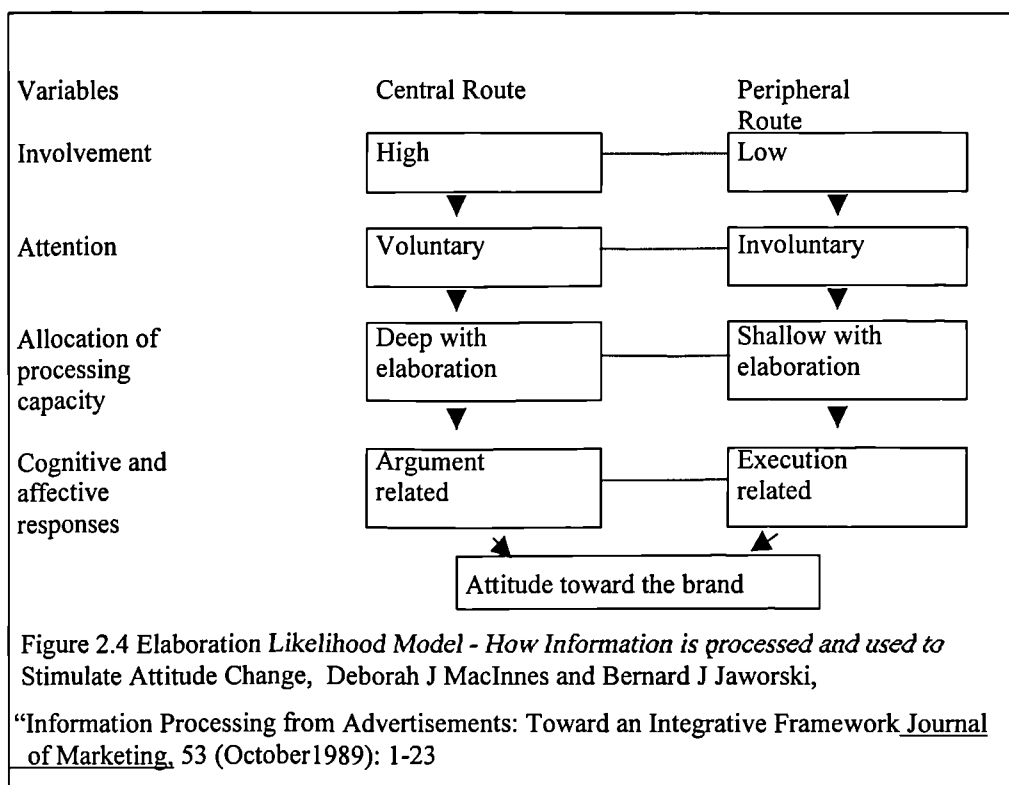 Variables Central Route Peripheral
Route
Involvement High Low
Attention Voluntary Involuntary
Allocation of Deep with Shallow with
processing elaboration elaboration
capacity
Cognitive and Argument Execution
affective related related
responses
Attitude toward the brand
Figure 2.4 Elaboration Likelihood Model - How Information is processed and used to
Stimulate Attitude Change, Deborah J MacInnes and Bernard J Jaworski,
“Information Processing from Advertisements: Toward an Integrative Framework Journal
of Marketing, 53 (October1989): 1-23